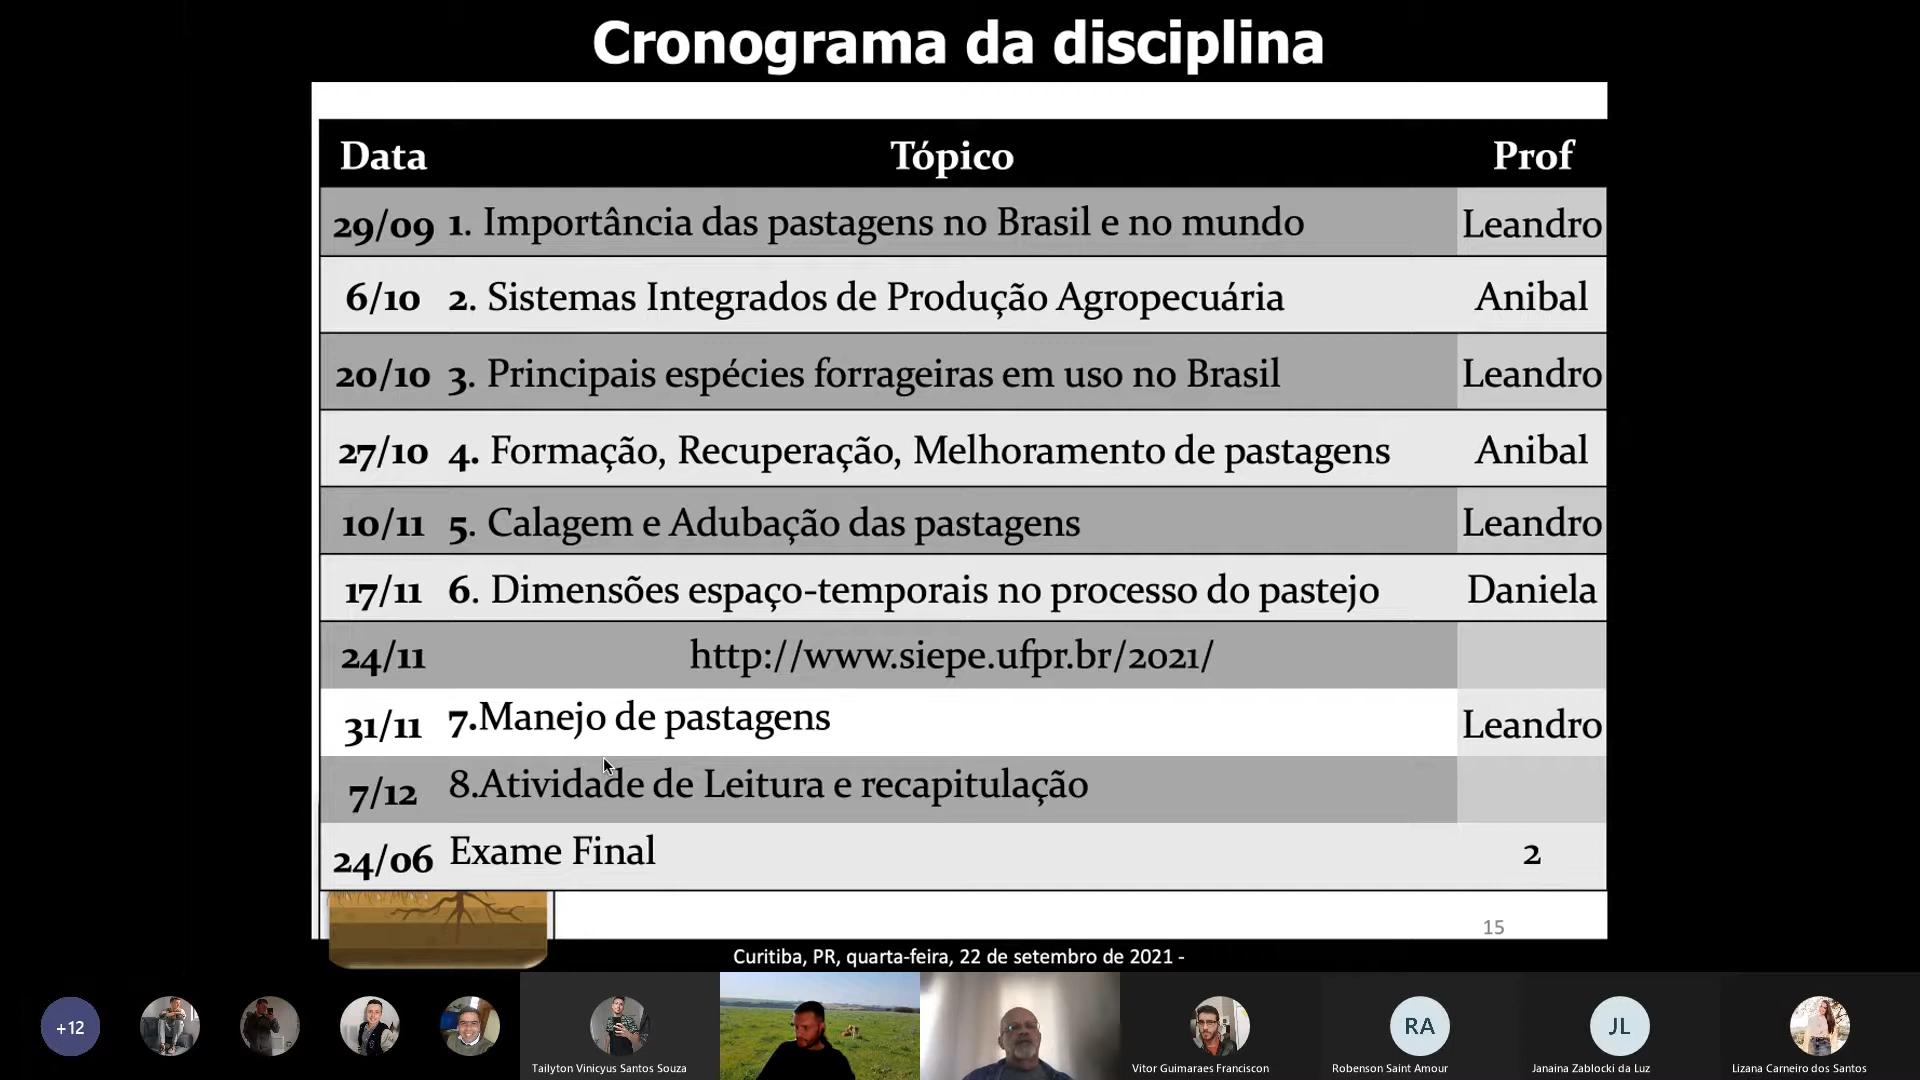 Cronograma da disciplina
Data Tópico Prof
29/09 1. Importância das pastagens no Brasil e no mundo Leandro
6/10 2. Sistemas Integrados de Produção Agropecuária Anibal
20/10 3. Principais espécies forrageiras em uso no Brasil Leandro
27/10 4. Formação, Recuperação, Melhoramento de pastagens Anibal
10/11 5. Calagem e Adubação das pastagens Leandro
17/11 6. Dimensões espaço-temporais no processo do pastejo Daniela
24/11 http://www.siepe.ufpr.br/2021/
31/11 7.Manejo de pastagens Leandro
7/12 8.Atividade de Leitura e recapitulação
24/06 Exame Final 2
15
Curitiba, PR, quarta-feira, 22 de setembro de 2021 -
+12 RA JL
Tailyton Vinicyus Santos Souza Vitor Guimaraes Franciscon Robenson Saint Amour Janaina Zablocki da Luz Lizana Carneiro dos Santos